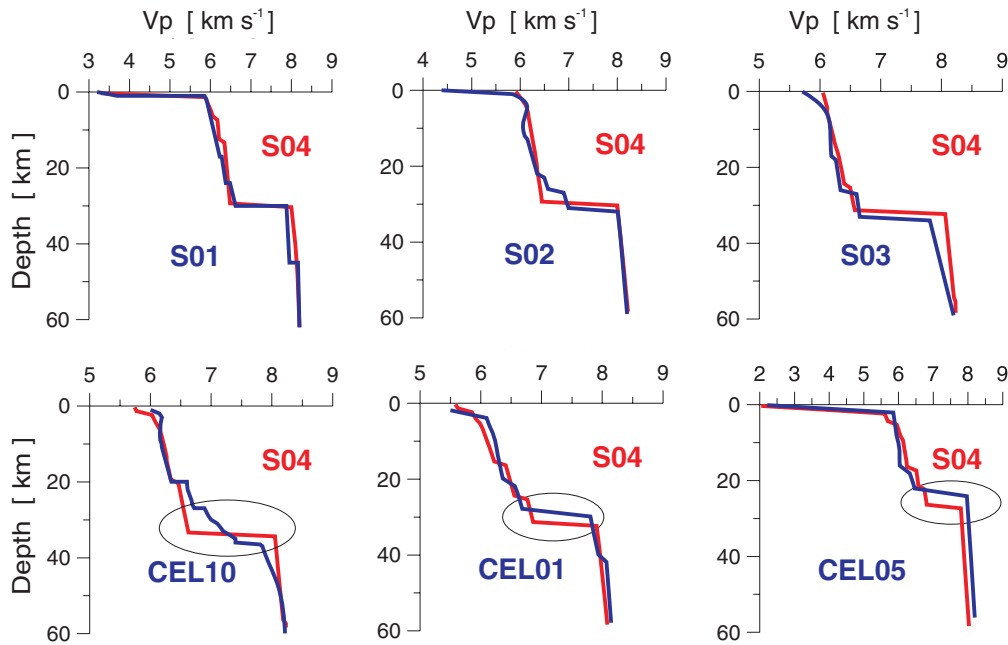 Vp [ km s⁻¹ ] Vp [ km s⁻¹ ] Vp [ km s⁻¹ ]
3 4 5 6 7 8 9 4 5 6 7 8 9 5 6 7 8 9
0 0 0
S04 S04 S04
20 20 20
Depth [ km ]
40 40 40
S01 S02 S03
60 60 60
5 6 7 8 9 5 6 7 8 9 2 3 4 5 6 7 8 9
0 0 0
S04 S04 S04
20 20 20
Depth [ km ]
40 40 40
CEL10 CEL01 CEL05
60 60 60